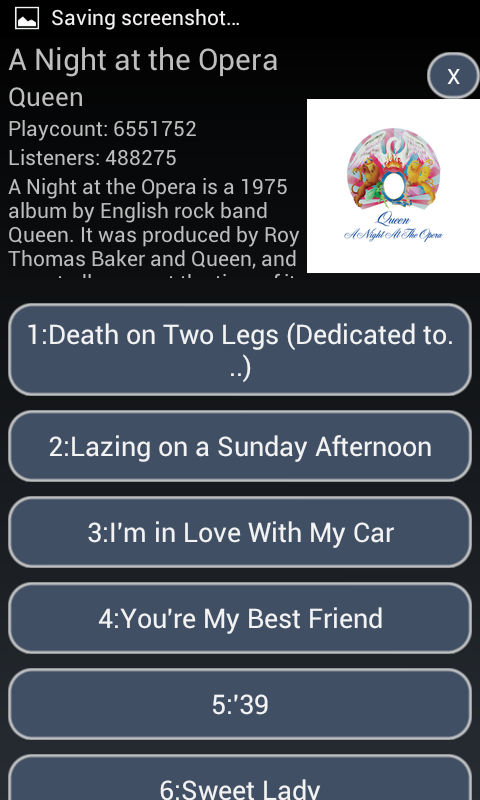 Saving screenshot...
A Night at the Opera
X
Queen
Playcount: 6551752
Listeners: 488275
A Night at the Opera is a 1975
album by English rock band
Queen. It was produced by Roy
Thomas Baker and Queen, and
Queen
A Night At The Opera
1:Death on Two Legs (Dedicated to.
..)
2:Lazing on a Sunday Afternoon
3:I'm in Love With My Car
4:You're My Best Friend
5:'39
6:Sweet Lady